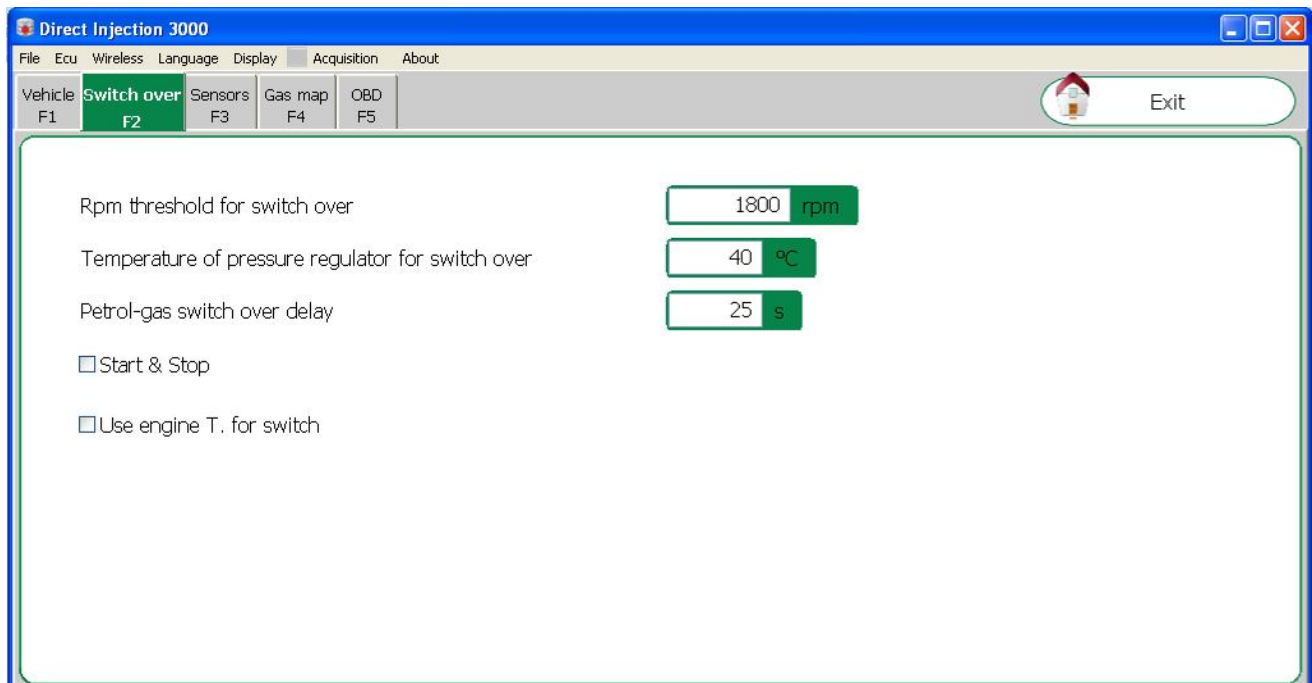 Direct Injection 3000
File Ecu Wireless Language Display Acquisition About
Vehicle F1 Switch over F2 Sensors F3 Gas map F4 OBD F5 Exit
Rpm threshold for switch over 1800 rpm
Temperature of pressure regulator for switch over 40 °C
Petrol-gas switch over delay 25 s
Start & Stop
Use engine T. for switch